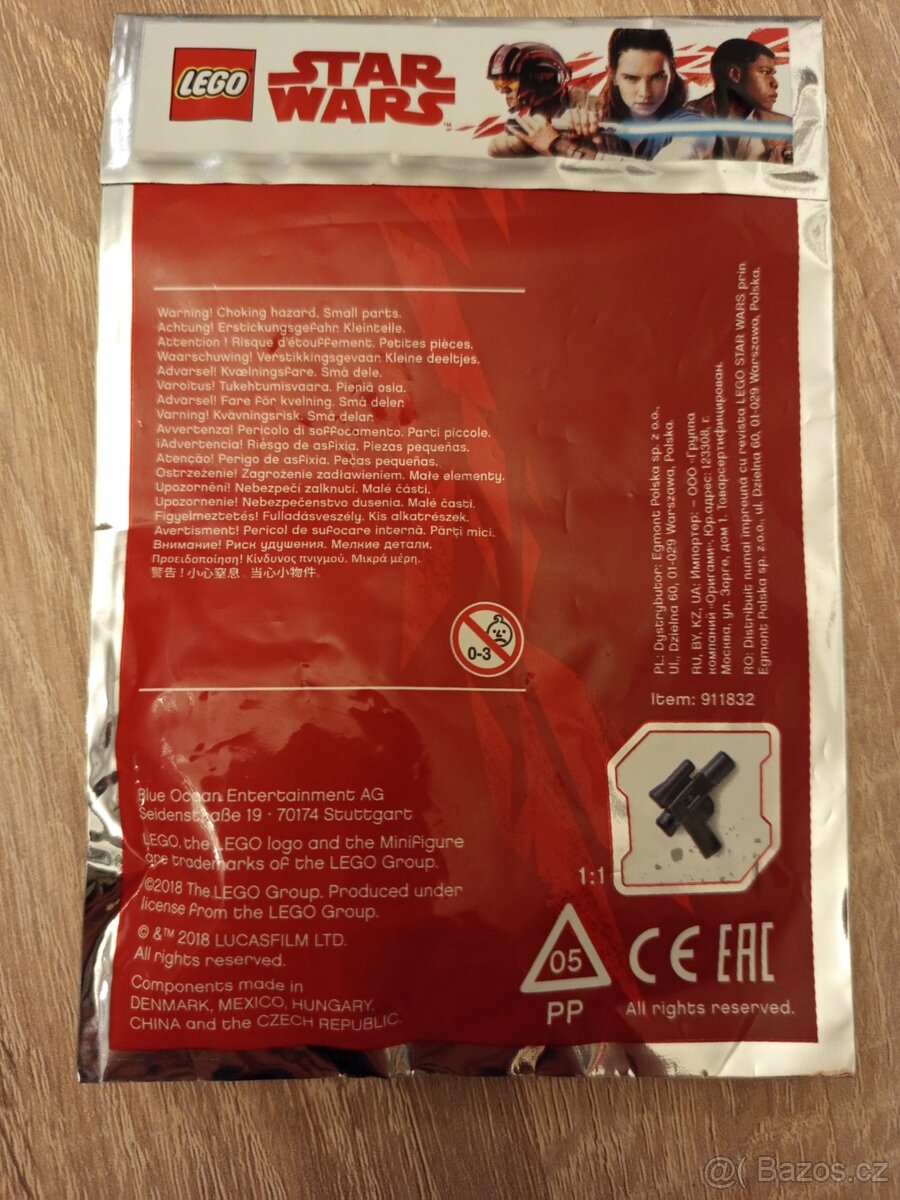 LEGO
STAR
WARS™
Warning! Choking hazard. Small parts.
Achtung! Erstickungsgefahr. Kleinteile.
Attention ! Risque d'étouffement. Petites pièces.
Waarschuwing! Verstikkingsgevaar. Kleine deeltjes.
Advarsel! Kvælningsfare. Små dele.
Varoitus! Tukehtumisvaara. Pieniä osia.
Advarsel! Fare for kvelning. Små deler.
Varning! Kvävningsrisk. Små delar.
Avvertenza! Pericolo di soffocamento. Parti piccole.
¡Advertencia! Riesgo de asfixia. Piezas pequeñas.
Atenção! Perigo de asfixia. Peças pequenas.
Ostrzeżenie! Zagrożenie zadławieniem. Małe elementy.
Upozornění! Nebezpečí zalknutí. Malé části.
Upozornenie! Nebezpečenstvo dusenia. Malé časti.
Figyelmeztetés! Fulladásveszély. Kis alkatrészek.
Avertisment! Pericol de sufocare internă. Părți mici.
Внимание! Риск удушения. Мелкие детали.
Προειδοποίηση! Κίνδυνος πνιγμού. Μικρά μέρη.
警告!小心窒息。当心小物件。
0-3
PL: Dystrybutor: Egmont Polska sp. z o.o.,
Ul. Dzielna 60, 01-029 Warszawa, Polska.
RU, BY, KZ, UA: Импортер – ООО «Группа
компаний «Оригами». Юр.адрес: 123308, г.
Москва, ул. Зорге, дом 1. Товарсертифицирован.
RO: Distribuit numai împreună cu revista LEGO STAR WARS prin
Egmont Polska sp. z o.o., ul. Dzielna 60, 01-029 Warszawa, Polska.
Item: 911832
1:1
Blue Ocean Entertainment AG
Seidenstraße 19 · 70174 Stuttgart
LEGO, the LEGO logo and the Minifigure
are trademarks of the LEGO Group.
©2018 The LEGO Group. Produced under
license from the LEGO Group.
© &™ 2018 LUCASFILM LTD.
All rights reserved.
Components made in
DENMARK, MEXICO, HUNGARY,
CHINA and the CZECH REPUBLIC.
05
PP
CE EAC
All rights reserved.
@( Bazos.cz